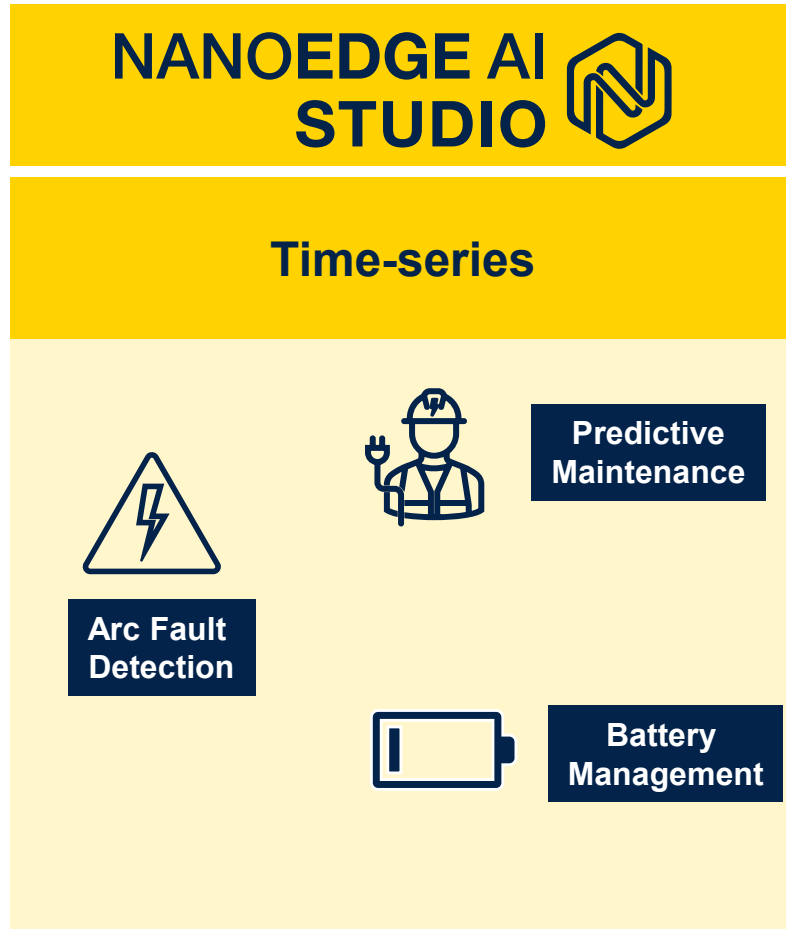 NANOEDGE AI
STUDIO
Time-series
Predictive
Maintenance
Arc Fault
Detection
Battery
Management